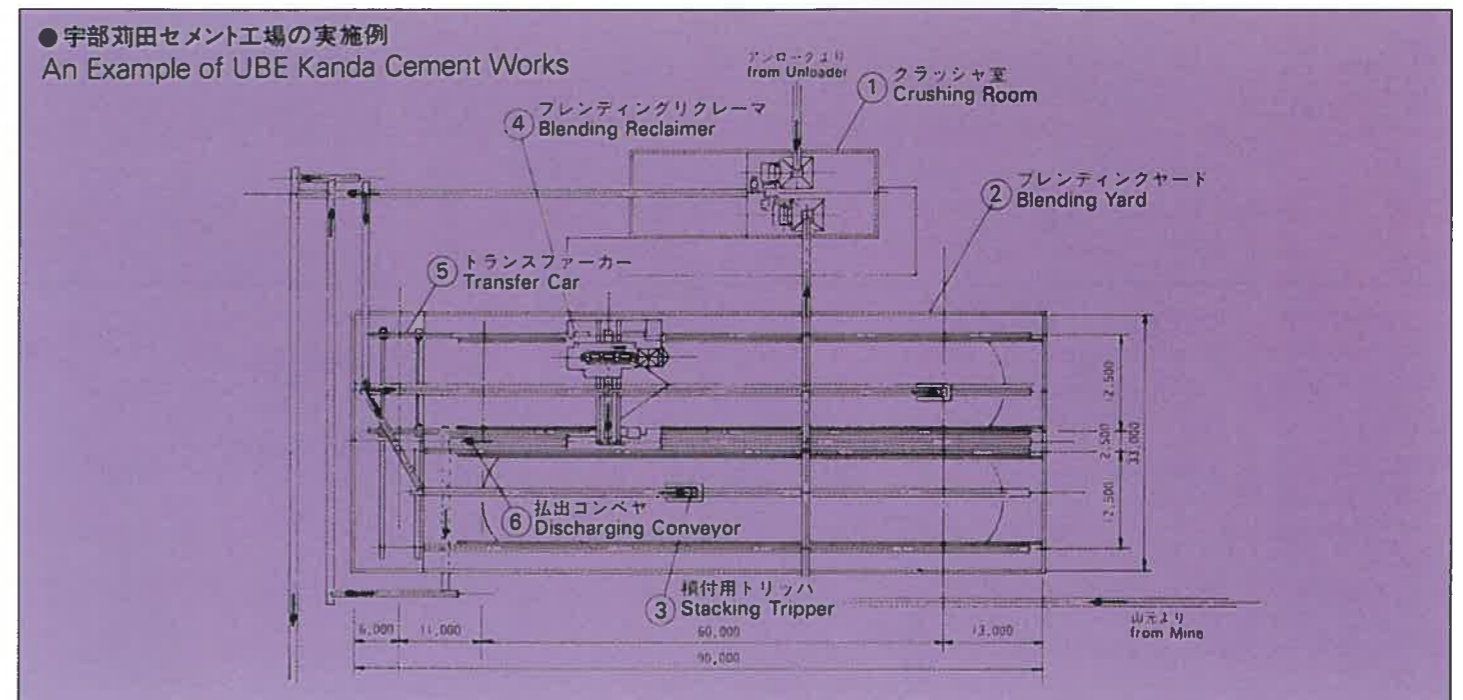 ●宇部苅田セメント工場の実施例
An Example of UBE Kanda Cement Works
アンローダより
from Unloader
① クラッシャ室
Crushing Room
④ ブレンディングリクレーマ
Blending Reclaimer
② ブレンディングヤード
Blending Yard
⑤ トランスファーカー
Transfer Car
⑥ 払出コンベヤ
Discharging Conveyor
③ 積付用トリッパ
Stacking Tripper
山元より
from Mine
12,500
2,500
12,500
33,000
6,000
11,000
60,000
13,000
90,000